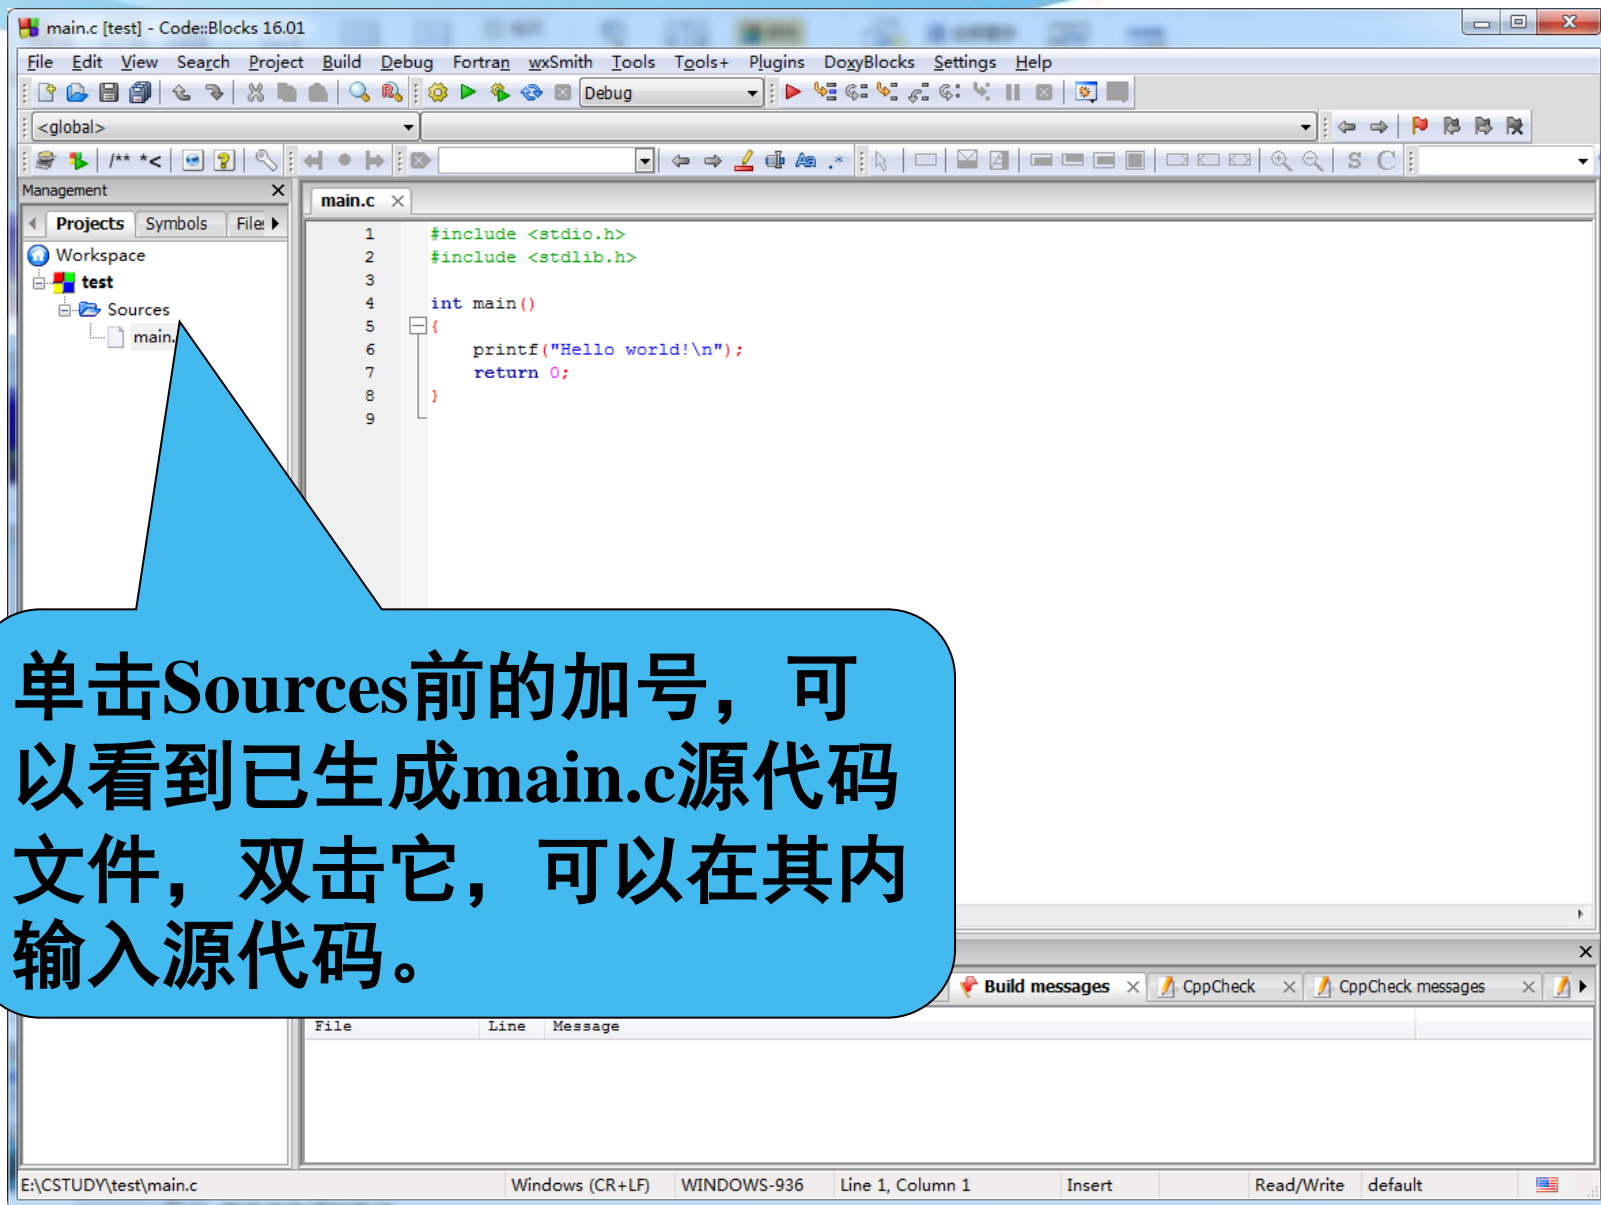 main.c [test] - Code::Blocks 16.01
File Edit View Search Project Build Debug Fortran wxSmith Tools Tools+ Plugins DoxyBlocks Settings Help
Debug
<global>
/** *< S C
Management
Projects Symbols
main.c
Workspace
test
Sources
main.
1 #include <stdio.h>
2 #include <stdlib.h>
3
4 int main()
5 {
6 printf("Hello world!\n");
7 return 0;
8 }
9
单击Sources前的加号，可
以看到已生成main.c源代码
文件，双击它，可以在其内
输入源代码。
Build messages CppCheck CppCheck messages
File Line Message
E:\CSTUDY\test\main.c Windows (CR+LF) WINDOWS-936 Line 1, Column 1 Insert Read/Write default